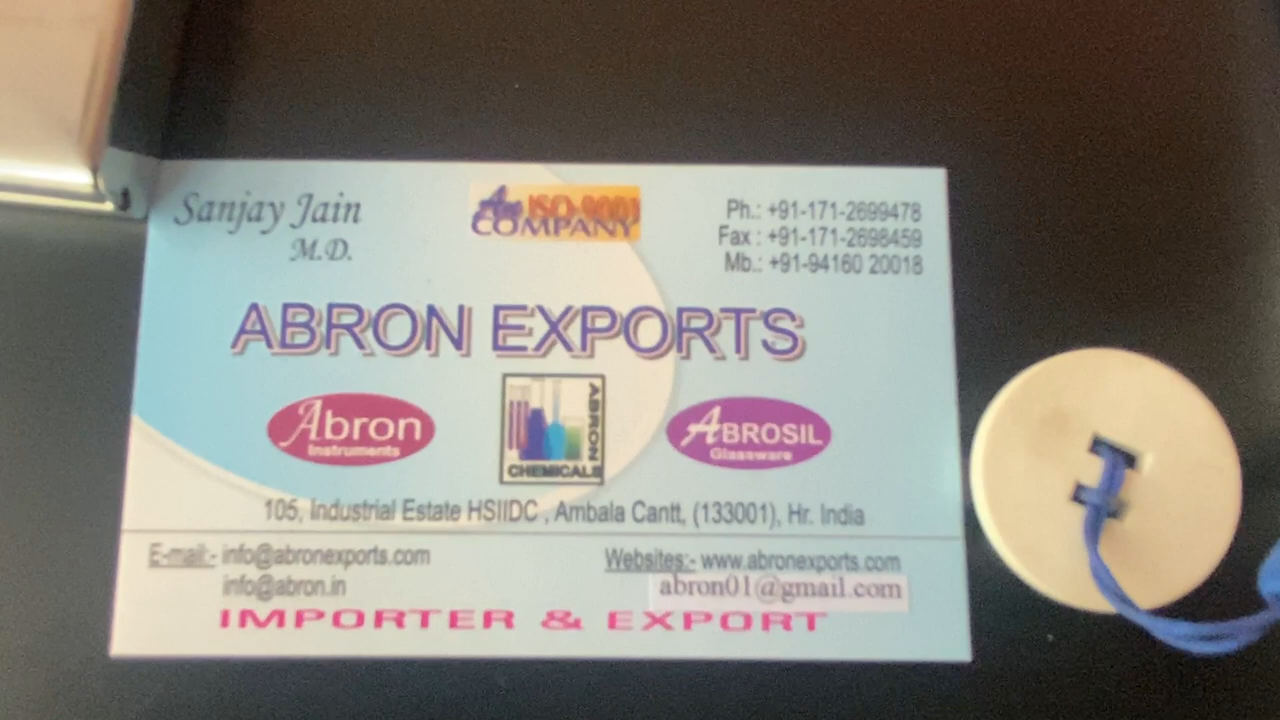 Sanjay Jain
M.D.
An ISO-9001
COMPANY
Ph.: +91-171-2699478
Fax : +91-171-2698459
Mb.: +91-94160 20018
ABRON EXPORTS
Abron
Instruments
ABRON
CHEMICALS
ABROSIL
Glassware
105, Industrial Estate HSIIDC , Ambala Cantt, (133001), Hr. India
E-mail:- info@abronexports.com
info@abron.in
Websites:- www.abronexports.com
abron01@gmail.com
IMPORTER & EXPORT